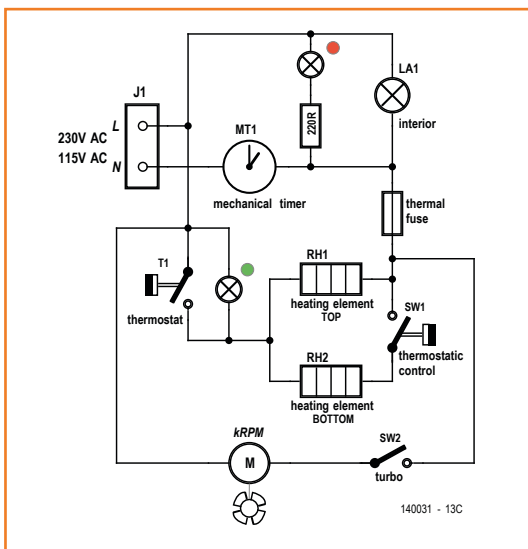 J1
L
230V AC
115V AC
N
MT1
mechanical timer
220R
LA1
interior
thermal
fuse
T1
thermostat
RH1
heating element
TOP
SW1
thermostatic
control
RH2
heating element
BOTTOM
kRPM
M
SW2
turbo
140031 - 13C